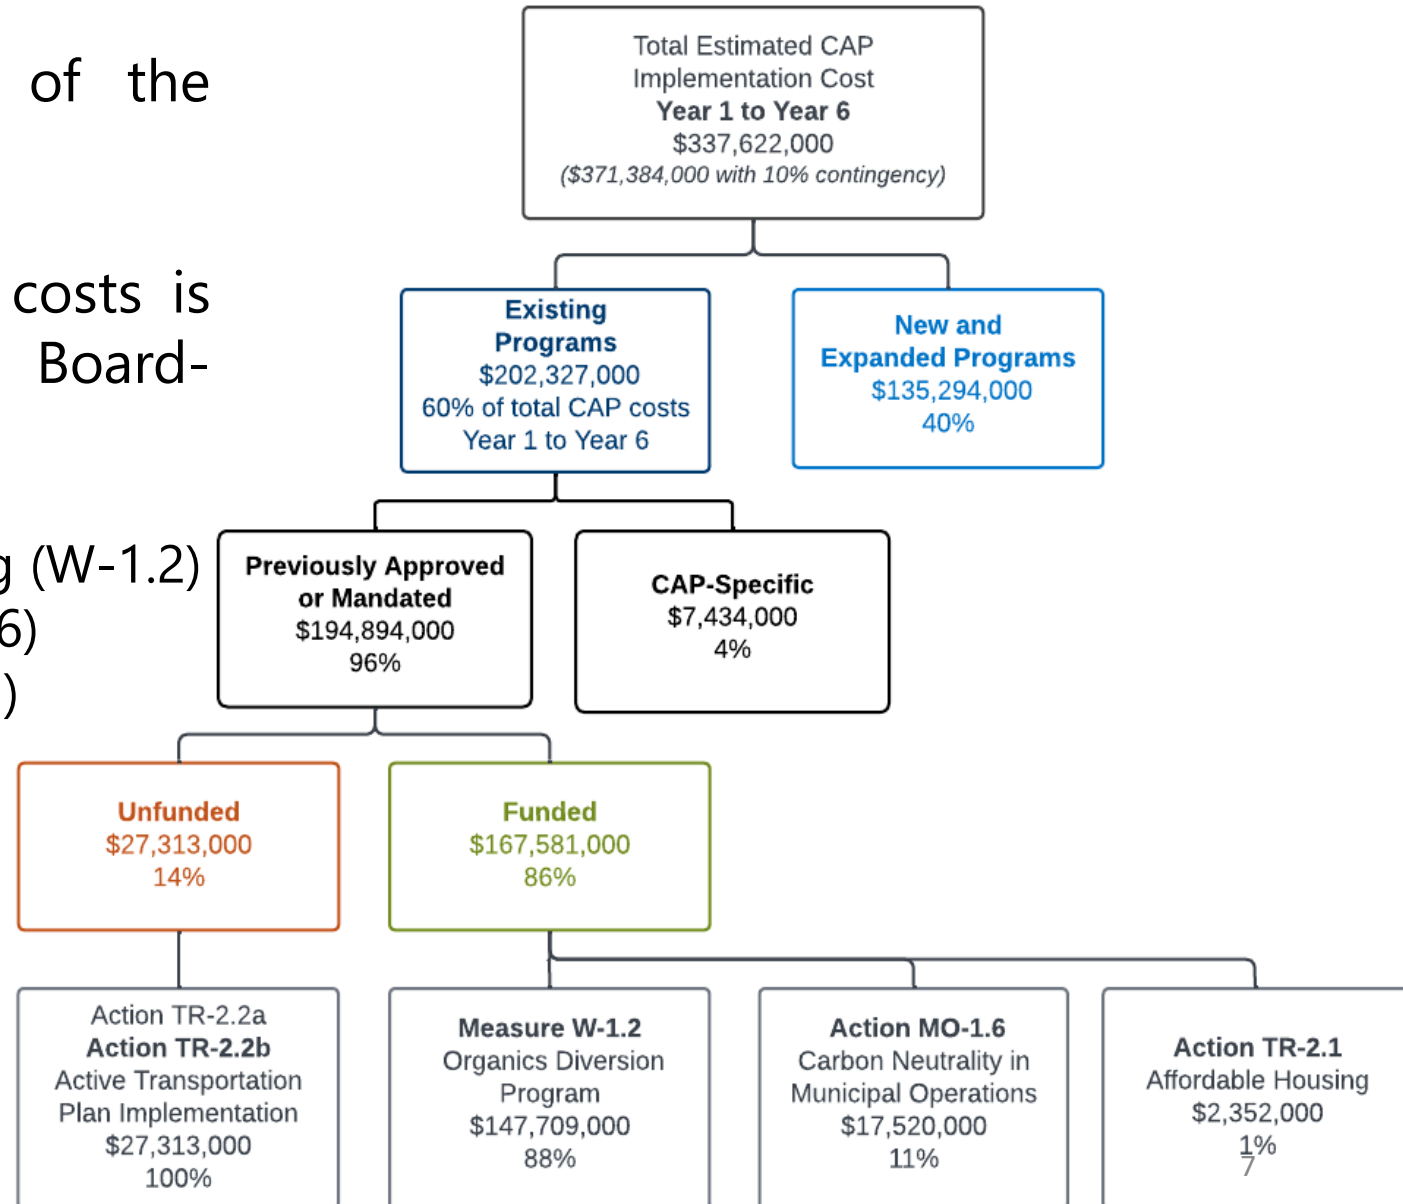 of the
costs is
Board-
(W-1.2)
6)
)
Total Estimated CAP
Implementation Cost
Year 1 to Year 6
$337,622,000
($371,384,000 with 10% contingency)
Existing
Programs
$202,327,000
60% of total CAP costs
Year 1 to Year 6
New and
Expanded Programs
$135,294,000
40%
Previously Approved
or Mandated
$194,894,000
96%
CAP-Specific
$7,434,000
4%
Unfunded
$27,313,000
14%
Funded
$167,581,000
86%
Action TR-2.2a
Action TR-2.2b
Active Transportation
Plan Implementation
$27,313,000
100%
Measure W-1.2
Organics Diversion
Program
$147,709,000
88%
Action MO-1.6
Carbon Neutrality in
Municipal Operations
$17,520,000
11%
Action TR-2.1
Affordable Housing
$2,352,000
1%
7